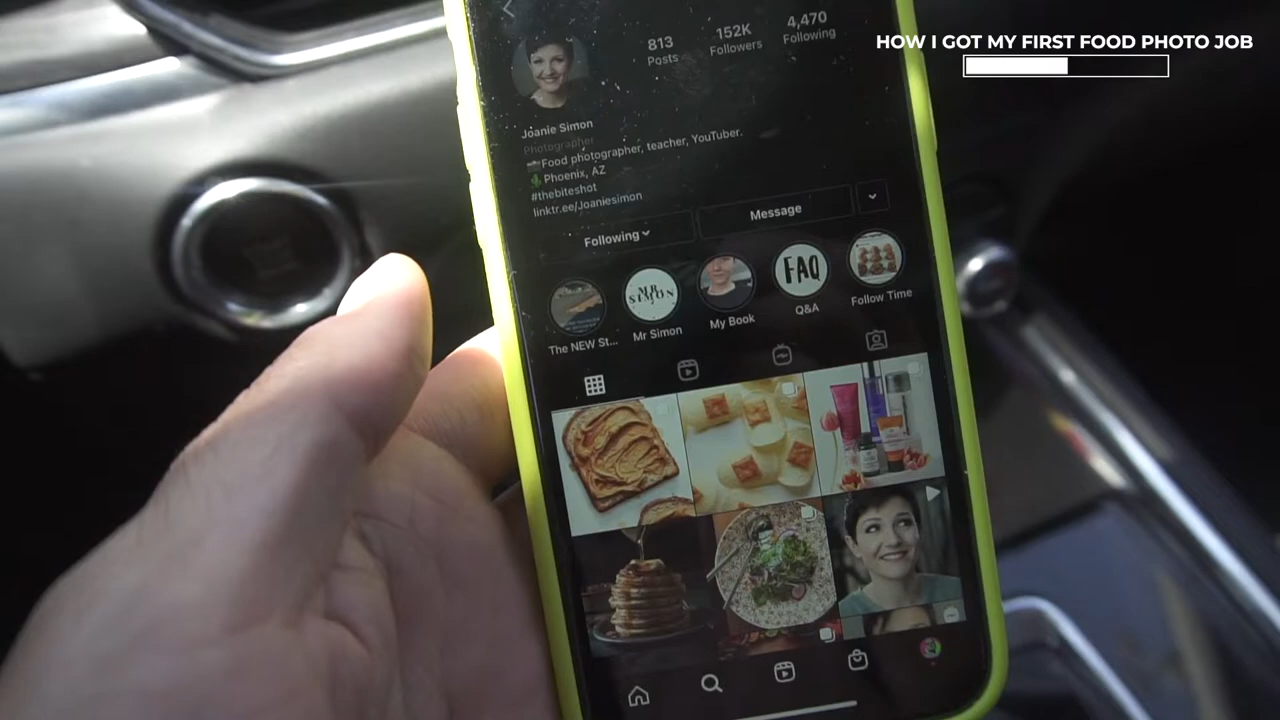 HOW I GOT MY FIRST FOOD PHOTO JOB
813
Posts
152K
Followers
4,470
Following
Joanie Simon
Photographer
Food photographer, teacher, YouTuber.
Phoenix, AZ
#thebiteshot
linktr.ee/Joaniesimon
Following
Message
MR
SIMON
FAQ
The NEW St...
Mr Simon
My Book
Q&A
Follow Time